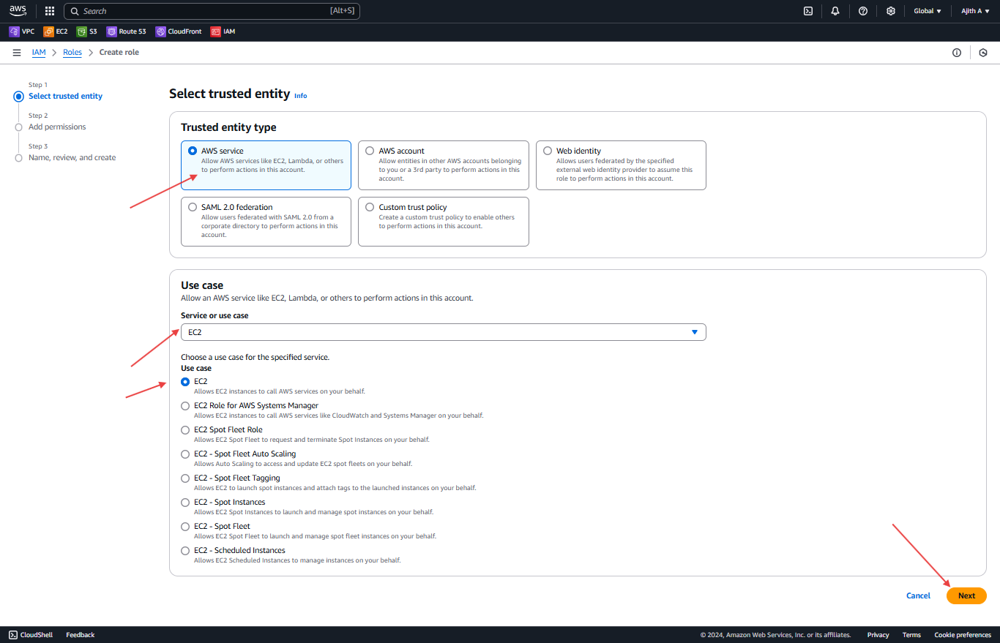 aws
Search
[Alt+S]
Global
Ajith A
VPC
EC2
S3
Route 53
CloudFront
IAM
IAM
Roles
Create role
Step 1
Select trusted entity
Step 2
Add permissions
Step 3
Name, review, and create
Select trusted entity Info
Trusted entity type
AWS service
Allow AWS services like EC2, Lambda, or others
to perform actions in this account.
AWS account
Allow entities in other AWS accounts belonging
to you or a 3rd party to perform actions in this
account.
Web identity
Allows users federated by the specified
external web identity provider to assume this
role to perform actions in this account.
SAML 2.0 federation
Allow users federated with SAML 2.0 from a
corporate directory to perform actions in this
account.
Custom trust policy
Create a custom trust policy to enable others
to perform actions in this account.
Use case
Allow an AWS service like EC2, Lambda, or others to perform actions in this account.
Service or use case
EC2
Choose a use case for the specified service.
Use case
EC2
Allows EC2 instances to call AWS services on your behalf.
EC2 Role for AWS Systems Manager
Allows EC2 instances to call AWS services like CloudWatch and Systems Manager on your behalf.
EC2 Spot Fleet Role
Allows EC2 Spot Fleet to request and terminate Spot Instances on your behalf.
EC2 - Spot Fleet Auto Scaling
Allows Auto Scaling to access and update EC2 spot fleets on your behalf.
EC2 - Spot Fleet Tagging
Allows EC2 to launch spot instances and attach tags to the launched instances on your behalf.
EC2 - Spot Instances
Allows EC2 Spot Instances to launch and manage spot instances on your behalf.
EC2 - Spot Fleet
Allows EC2 Spot Fleet to launch and manage spot fleet instances on your behalf.
EC2 - Scheduled Instances
Allows EC2 Scheduled Instances to manage instances on your behalf.
Cancel
Next
CloudShell
Feedback
© 2024, Amazon Web Services, Inc. or its affiliates.
Privacy
Terms
Cookie preferences